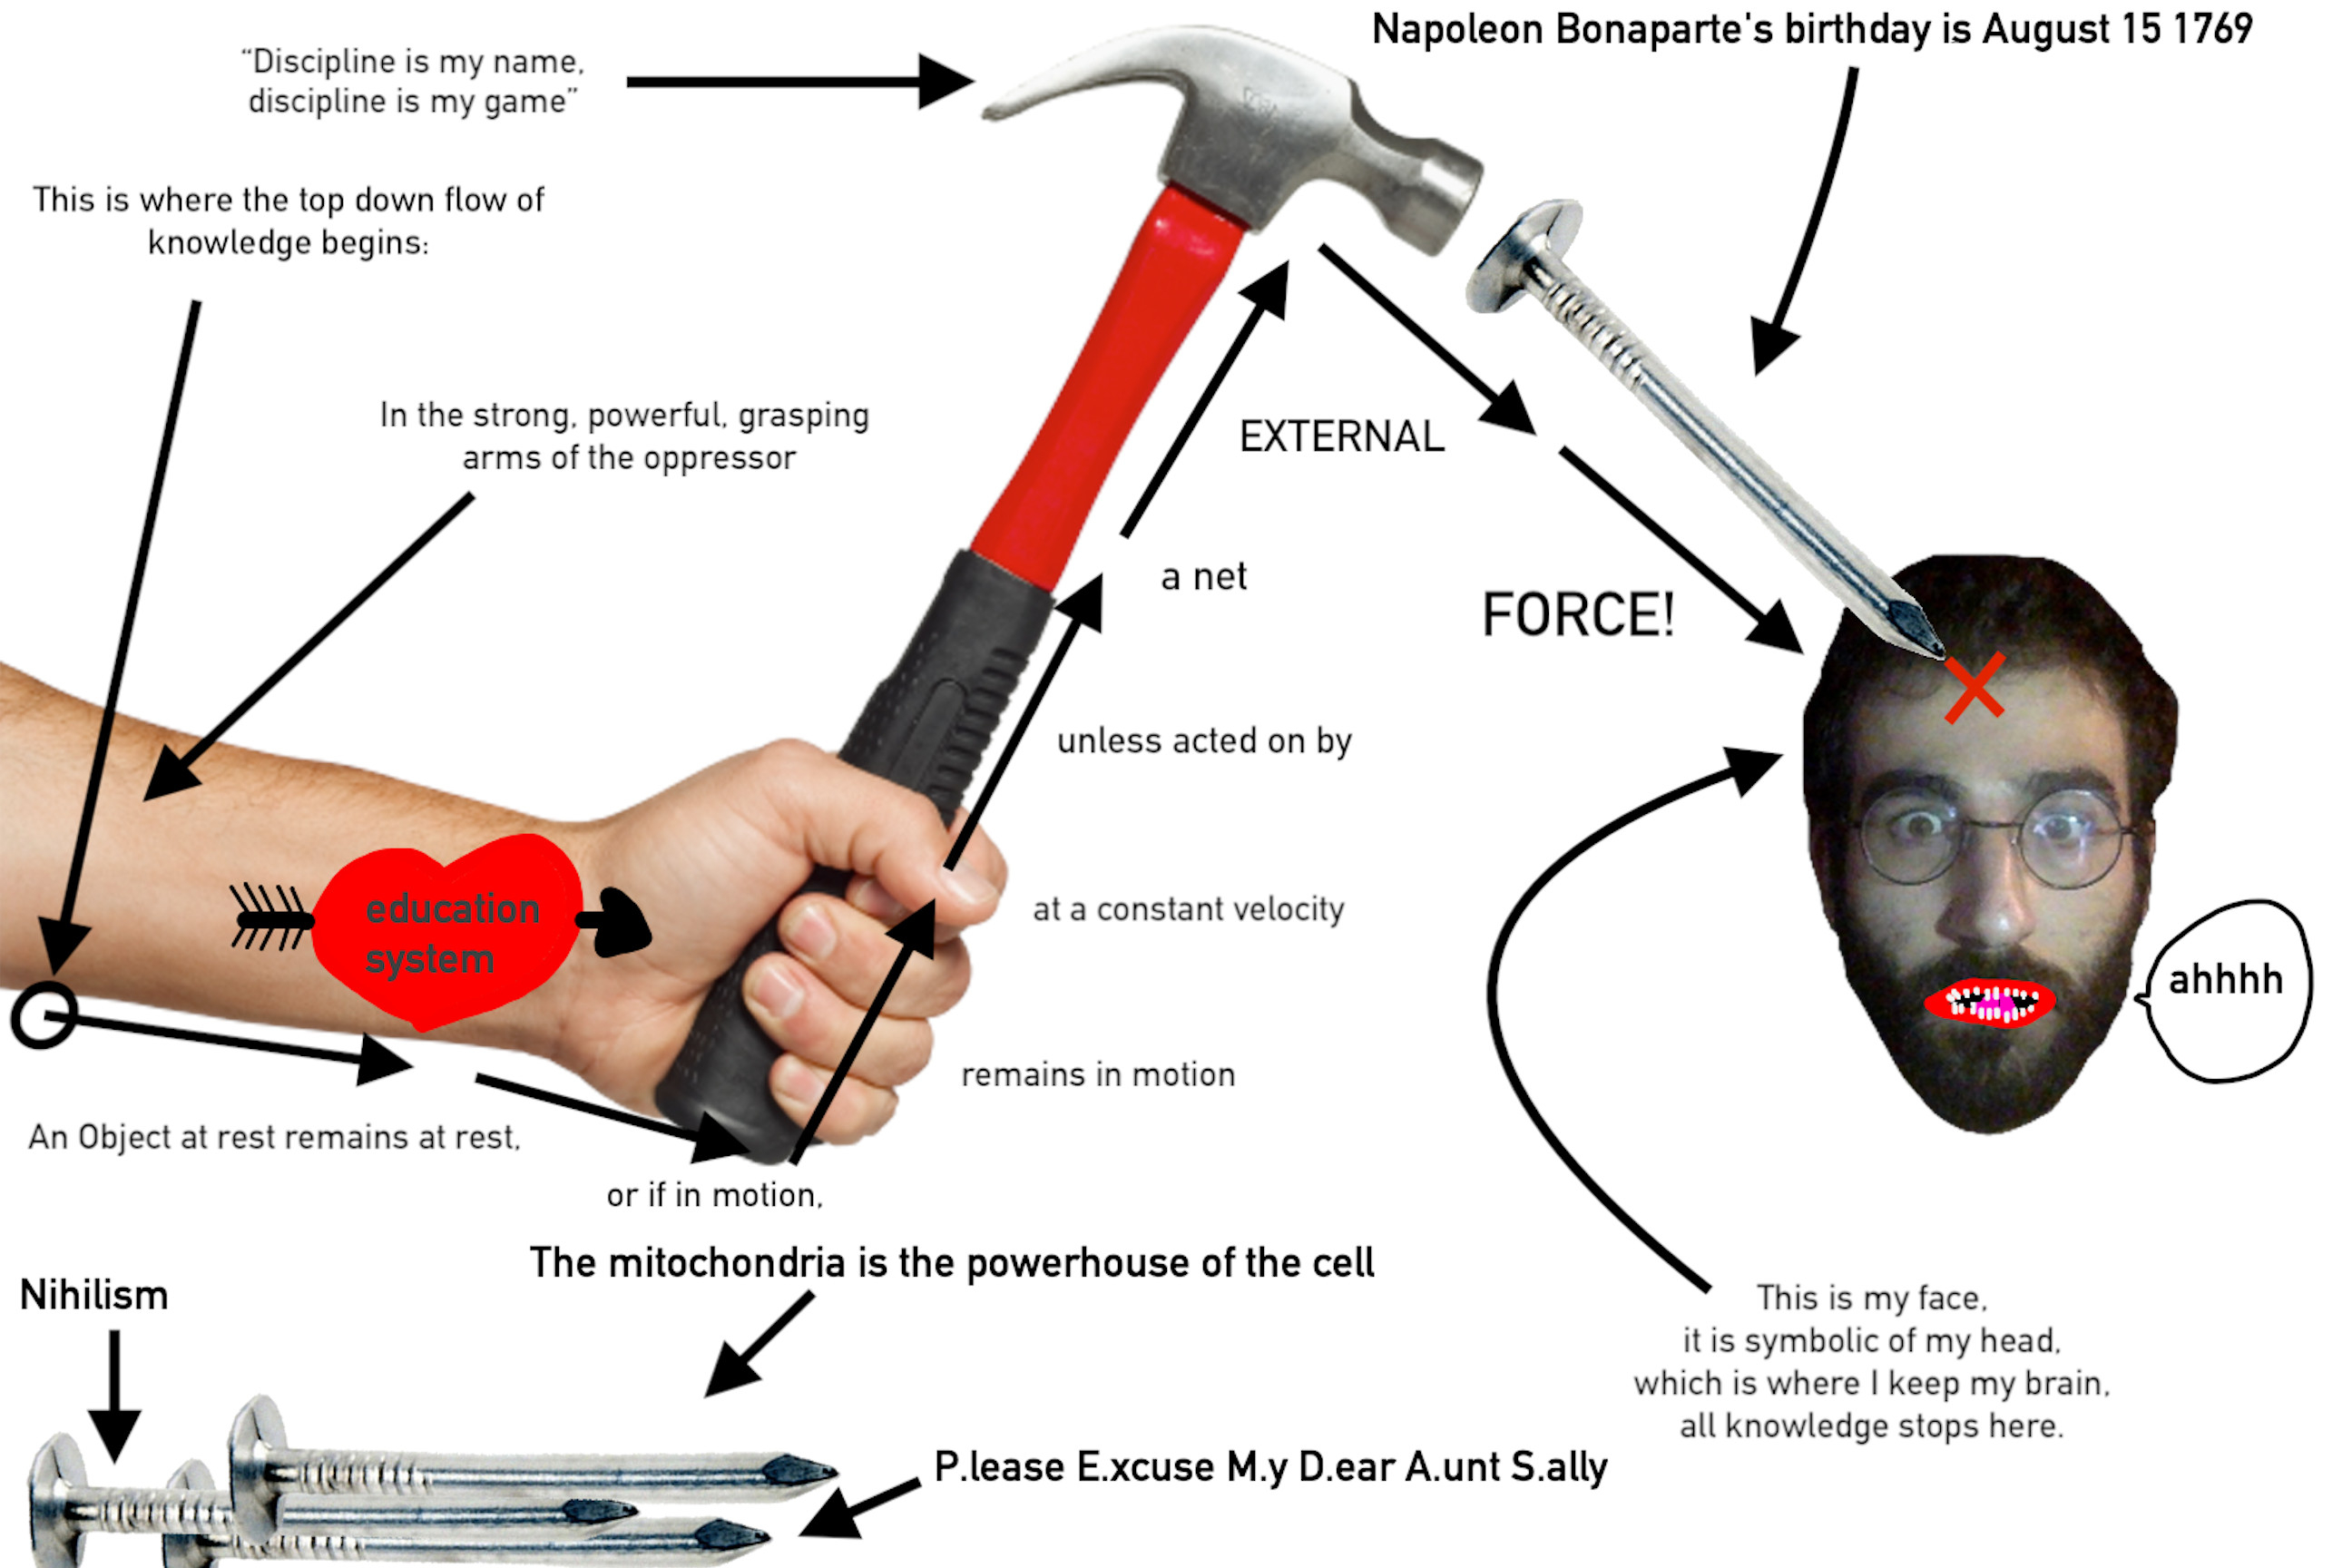 Napoleon Bonaparte's birthday is August 15 1769
“Discipline is my name,
discipline is my game”
This is where the top down flow of
knowledge begins:
In the strong, powerful, grasping
arms of the oppressor
education
system
An Object at rest remains at rest,
or if in motion,
remains in motion
at a constant velocity
unless acted on by
a net
EXTERNAL
FORCE!
ahhhh
This is my face,
it is symbolic of my head,
which is where I keep my brain,
all knowledge stops here.
The mitochondria is the powerhouse of the cell
Nihilism
P.lease E.xcuse M.y D.ear A.unt S.ally